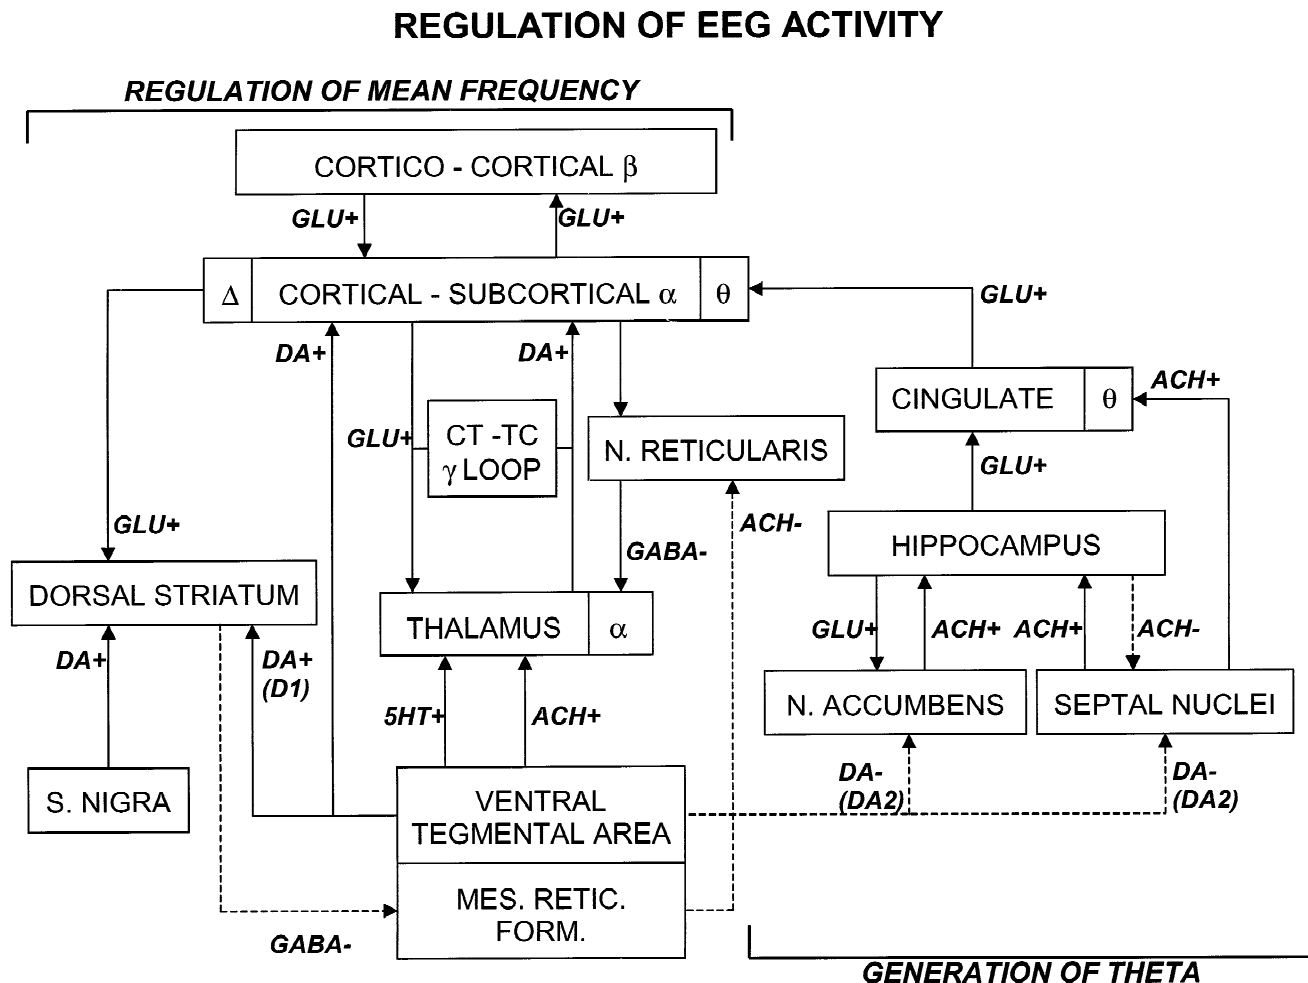 REGULATION OF EEG ACTIVITY
REGULATION OF MEAN FREQUENCY
CORTICO - CORTICAL β
GLU+
GLU+
Δ
CORTICAL - SUBCORTICAL α
θ
GLU+
DA+
DA+
CINGULATE
θ
ACH+
GLU+
CT -TC
γ LOOP
N. RETICULARIS
GLU+
GLU+
ACH-
GABA-
HIPPOCAMPUS
DORSAL STRIATUM
THALAMUS
α
GLU+
ACH+
ACH+
ACH-
DA+
DA+
(D1)
5HT+
ACH+
N. ACCUMBENS
SEPTAL NUCLEI
S. NIGRA
VENTRAL
TEGMENTAL AREA
DA-
(DA2)
DA-
(DA2)
MES. RETIC.
FORM.
GABA-
GENERATION OF THETA